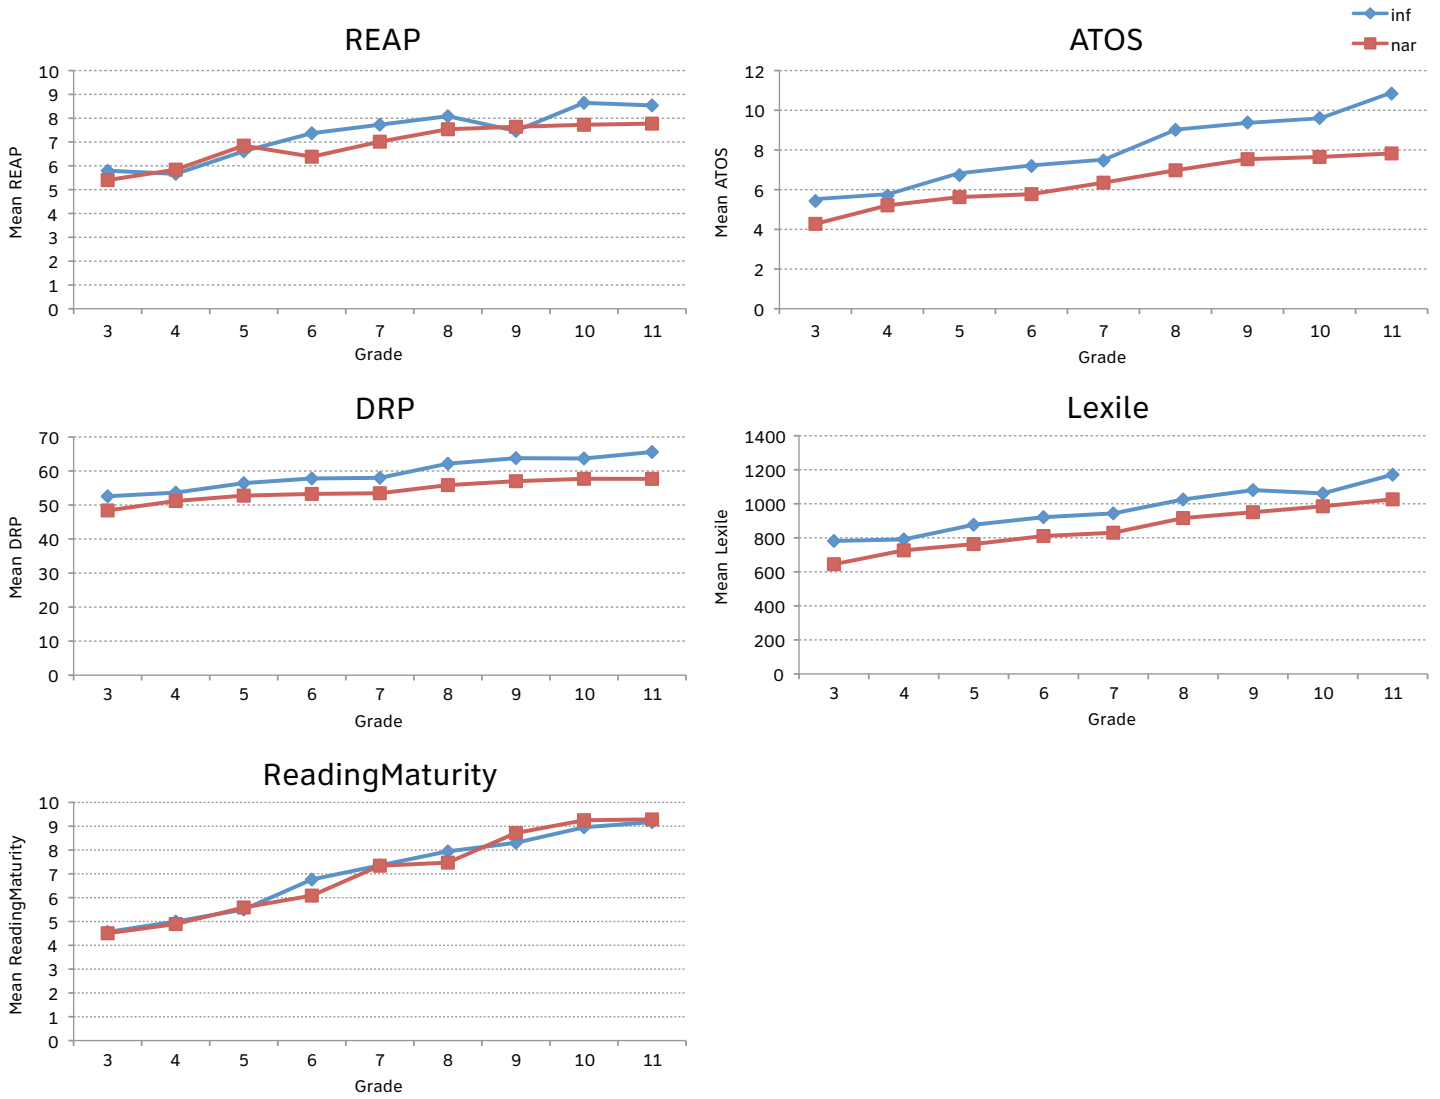 inf
nar
REAP
Mean REAP
10
9
8
7
6
5
4
3
2
1
0
3 4 5 6 7 8 9 10 11
Grade
ATOS
Mean ATOS
12
10
8
6
4
2
0
3 4 5 6 7 8 9 10 11
Grade
DRP
Mean DRP
70
60
50
40
30
20
10
0
3 4 5 6 7 8 9 10 11
Grade
Lexile
Mean Lexile
1400
1200
1000
800
600
400
200
0
3 4 5 6 7 8 9 10 11
Grade
ReadingMaturity
Mean ReadingMaturity
10
9
8
7
6
5
4
3
2
1
0
3 4 5 6 7 8 9 10 11
Grade